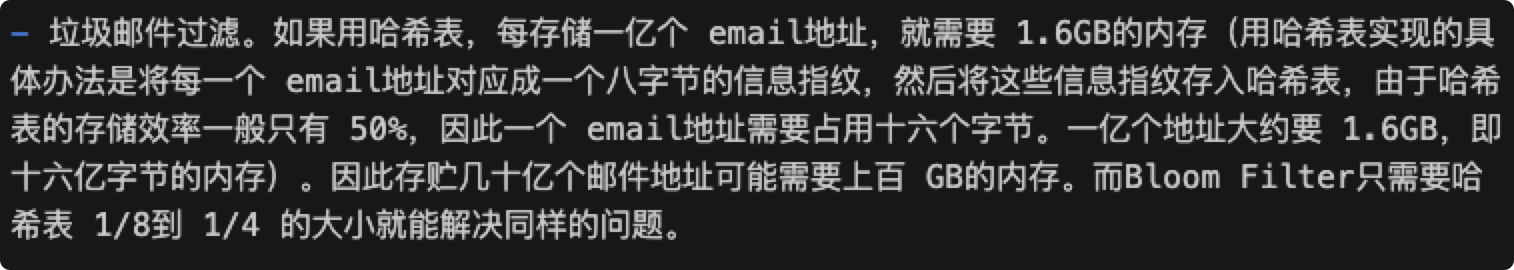 - 垃圾邮件过滤。如果用哈希表，每存储一亿个 email地址，就需要 1.6GB的内存（用哈希表实现的具
体办法是将每一个 email地址对应成一个八字节的信息指纹，然后将这些信息指纹存入哈希表，由于哈希
表的存储效率一般只有 50%，因此一个 email地址需要占用十六个字节。一亿个地址大约要 1.6GB，即
十六亿字节的内存）。因此存贮几十亿个邮件地址可能需要上百 GB的内存。而Bloom Filter只需要哈
希表 1/8到 1/4 的大小就能解决同样的问题。